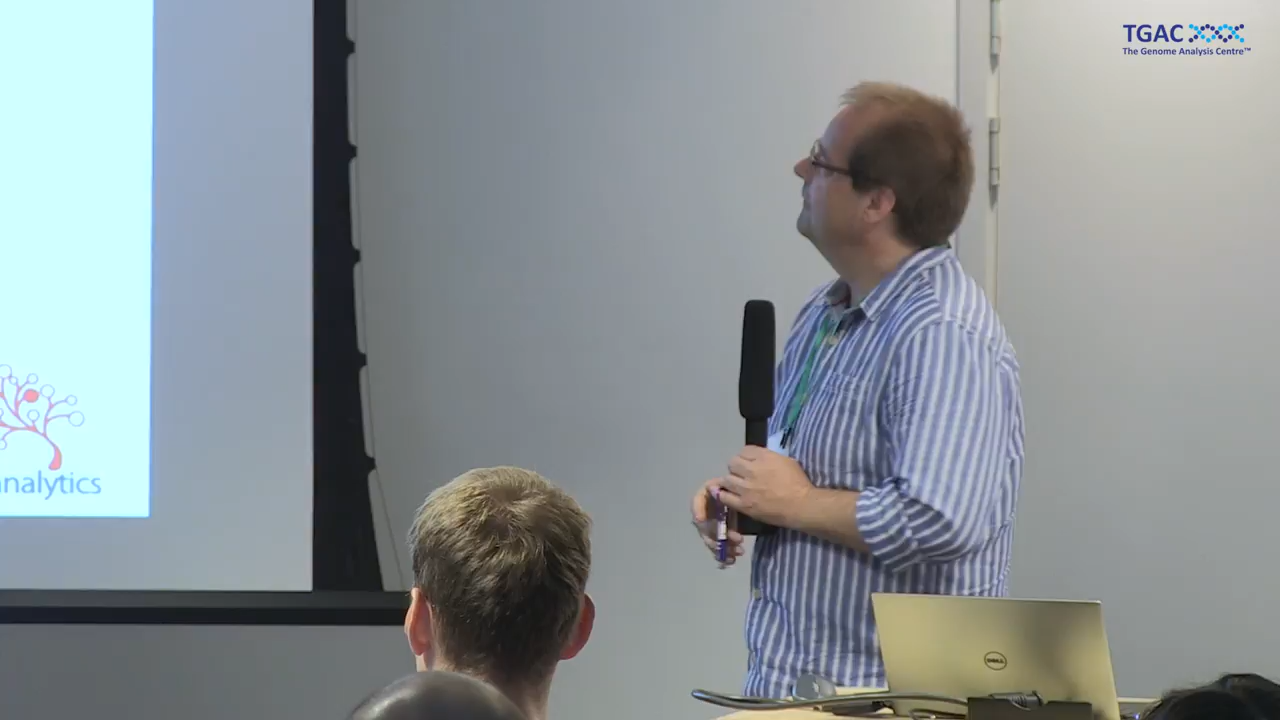 TGAC
The Genome Analysis Centre™
analytics
DELL